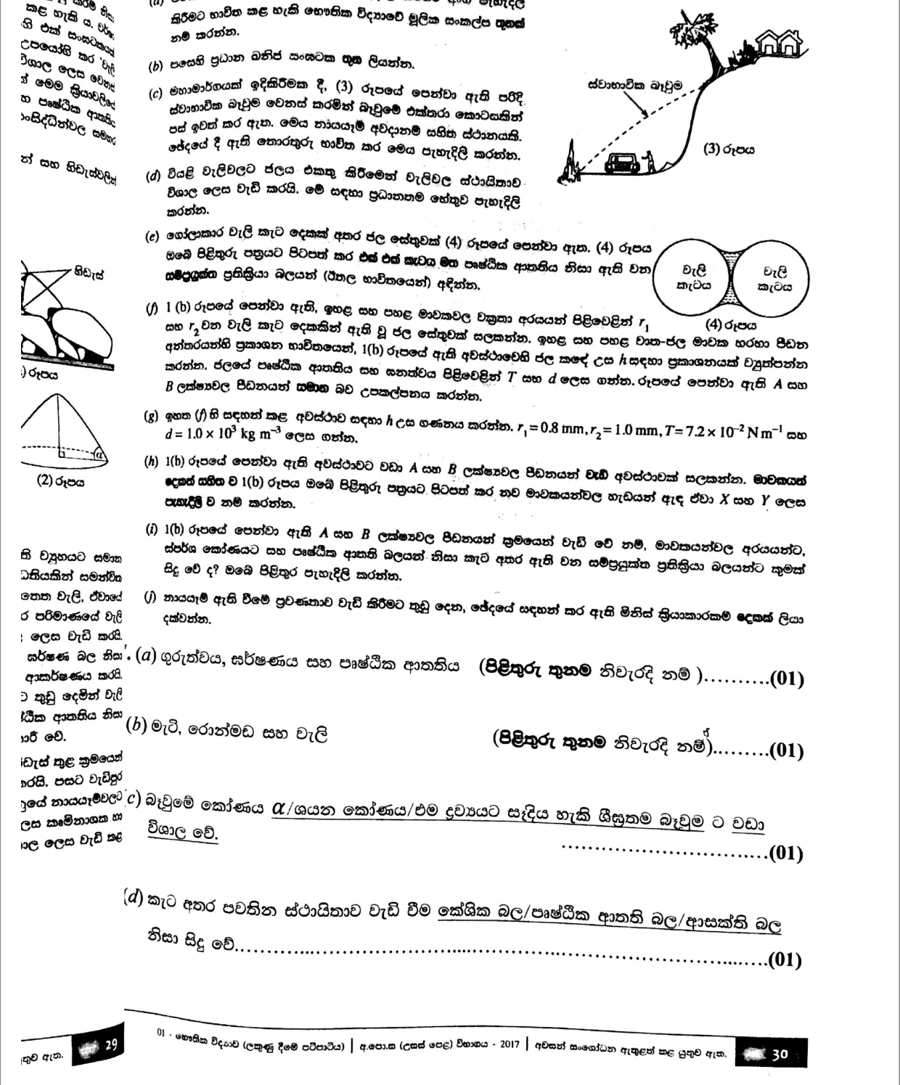 කිරීමට භාවිත කළ හැකි භෞතික විද්‍යාවේ මූලික සංකල්ප තුනක්
නම් කරන්න.
(b) පසෙහි ප්‍රධාන ඛනිජ සංඝටක තුන ලියන්න.
(c) මහාමාර්ගයක් ඉදිකිරීමක දී, (3) රූපයේ පෙන්වා ඇති පරිදි
ස්වාභාවික බෑවුම වෙනස් කරමින් බෑවුමේ එක්තරා කොටසකින්
පස් ඉවත් කර ඇත. මෙය නායයෑම් අවදානම් සහිත ස්ථානයකි.
ඡේදයේ දී ඇති තොරතුරු භාවිත කර මෙය පැහැදිලි කරන්න.
ස්වාභාවික බෑවුම
(3) රූපය
(d) වියළි වැලිවලට ජලය එකතු කිරීමෙන් වැලිවල ස්ථායිතාව
විශාල ලෙස වැඩි කරයි. මේ සඳහා ප්‍රධානතම හේතුව පැහැදිලි
කරන්න.
(e) ගෝලාකාර වැලි කැට දෙකක් අතර ජල සේතුවක් (4) රූපයේ පෙන්වා ඇත. (4) රූපය
ඔබේ පිළිතුරු පත්‍රයට පිටපත් කර එක් එක් කැටය මත පෘෂ්ඨික ආතතිය නිසා ඇති වන
සම්ප්‍රයුක්ත ප්‍රතික්‍රියා බලයන් (ඊතල භාවිතයෙන්) අඳින්න.
වැලි කැටය
වැලි කැටය
(4) රූපය
(f) 1 (b) රූපයේ පෙන්වා ඇති, ඉහළ සහ පහළ මාවකවල වක්‍රතා අරයයන් පිළිවෙළින් r₁
සහ r₂ වන වැලි කැට දෙකකින් ඇති වූ ජල සේතුවක් සලකන්න. ඉහළ සහ පහළ වාත-ජල මාවක හරහා පීඩන
අන්තරයන්හි ප්‍රකාශන භාවිතයෙන්, 1(b) රූපයේ ඇති අවස්ථාවෙහි ජල කඳේ උස h සඳහා ප්‍රකාශනයක් ව්‍යුත්පන්න
කරන්න. ජලයේ පෘෂ්ඨික ආතතිය සහ ඝනත්වය පිළිවෙළින් T සහ d ලෙස ගන්න. රූපයේ පෙන්වා ඇති A සහ
B ලක්ෂ්‍යවල පීඩනයන් සමාන බව උපකල්පනය කරන්න.
(g) ඉහත (f) හි සඳහන් කළ අවස්ථාව සඳහා h උස ගණනය කරන්න. r₁ = 0.8 mm, r₂ = 1.0 mm, T = 7.2 × 10⁻² N m⁻¹ සහ
d = 1.0 × 10³ kg m⁻³ ලෙස ගන්න.
(h) 1(b) රූපයේ පෙන්වා ඇති අවස්ථාවට වඩා A සහ B ලක්ෂ්‍යවල පීඩනයන් වැඩි අවස්ථාවක් සලකන්න. මාවකයන්
දෙකක් සහිත ව 1(b) රූපය ඔබේ පිළිතුරු පත්‍රයට පිටපත් කර නව මාවකයන්වල හැඩයන් ඇඳ ඒවා X සහ Y ලෙස
පැහැදිලි ව නම් කරන්න.
(i) 1(b) රූපයේ පෙන්වා ඇති A සහ B ලක්ෂ්‍යවල පීඩනයන් ක්‍රමයෙන් වැඩි වේ නම්, මාවකයන්වල අරයයන්ට,
ස්පර්ශ කෝණයට සහ පෘෂ්ඨික ආතති බලයන් නිසා කැට අතර ඇති වන සම්ප්‍රයුක්ත ප්‍රතික්‍රියා බලයන්ට කුමක්
සිදු වේ ද? ඔබේ පිළිතුර පැහැදිලි කරන්න.
(j) නායයෑම් ඇති වීමේ ප්‍රවණතාව වැඩි කිරීමට තුඩු දෙන, ඡේදයේ සඳහන් කර ඇති මිනිස් ක්‍රියාකාරකම් දෙකක් ලියා
දක්වන්න.
(a) ගුරුත්වය, ඝර්ෂණය සහ පෘෂ්ඨික ආතතිය (පිළිතුරු තුනම නිවැරදි නම් )..........(01)
(b) මැටි, රොන්මඩ සහ වැලි (පිළිතුරු තුනම නිවැරදි නම්).........(01)
c) බෑවුමේ කෝණය α/ශයන කෝණය/එම ද්‍රව්‍යයට සෑදිය හැකි ශීඝ්‍රතම බෑවුම ට වඩා
විශාල වේ. ..............................(01)
(d) කැට අතර පවතින ස්ථායිතාව වැඩි වීම කේශික බල/පෘෂ්ඨික ආතති බල/ආසක්ති බල
නිසා සිදු වේ..............................................................................(01)
හිඩැස්
) රූපය
α
(2) රූපය
29
01 - භෞතික විද්‍යාව (ලකුණු දීමේ පටිපාටිය) | අ.පො.ස (උසස් පෙළ) විභාගය - 2017 | අවසන් සංශෝධන ඇතුළත් කළ යුතුව ඇත.
30